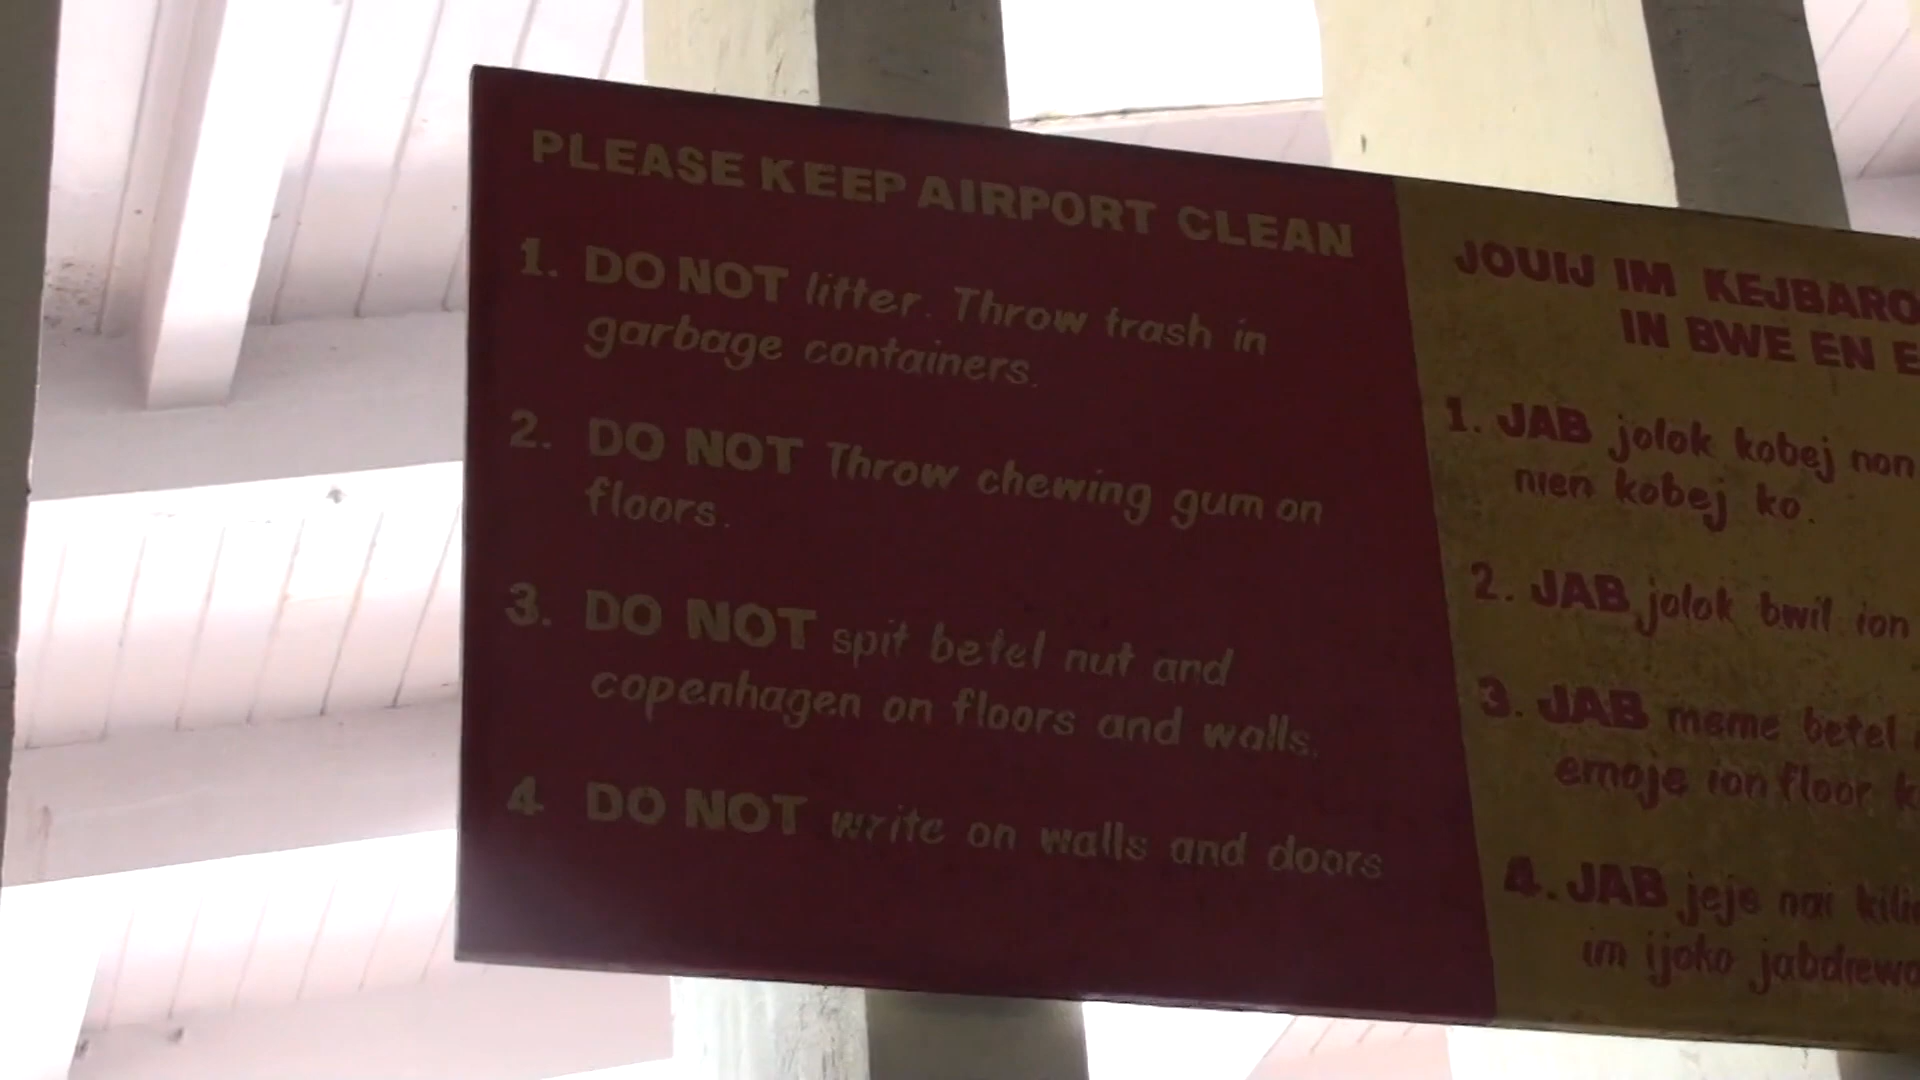 PLEASE KEEP AIRPORT CLEAN
1. DO NOT litter. Throw trash in
garbage containers.
2. DO NOT Throw chewing gum on
floors.
3. DO NOT spit betel nut and
copenhagen on floors and walls.
4 DO NOT write on walls and doors
JOUIJ IM KEJBARO
IN BWE EN E
1. JAB jolok kobej non
nien kobej ko.
2. JAB jolok bwil ion
3. JAB meme betel
emoje ion floor k
4. JAB jeje nai kili
im ijoko jabdrewo